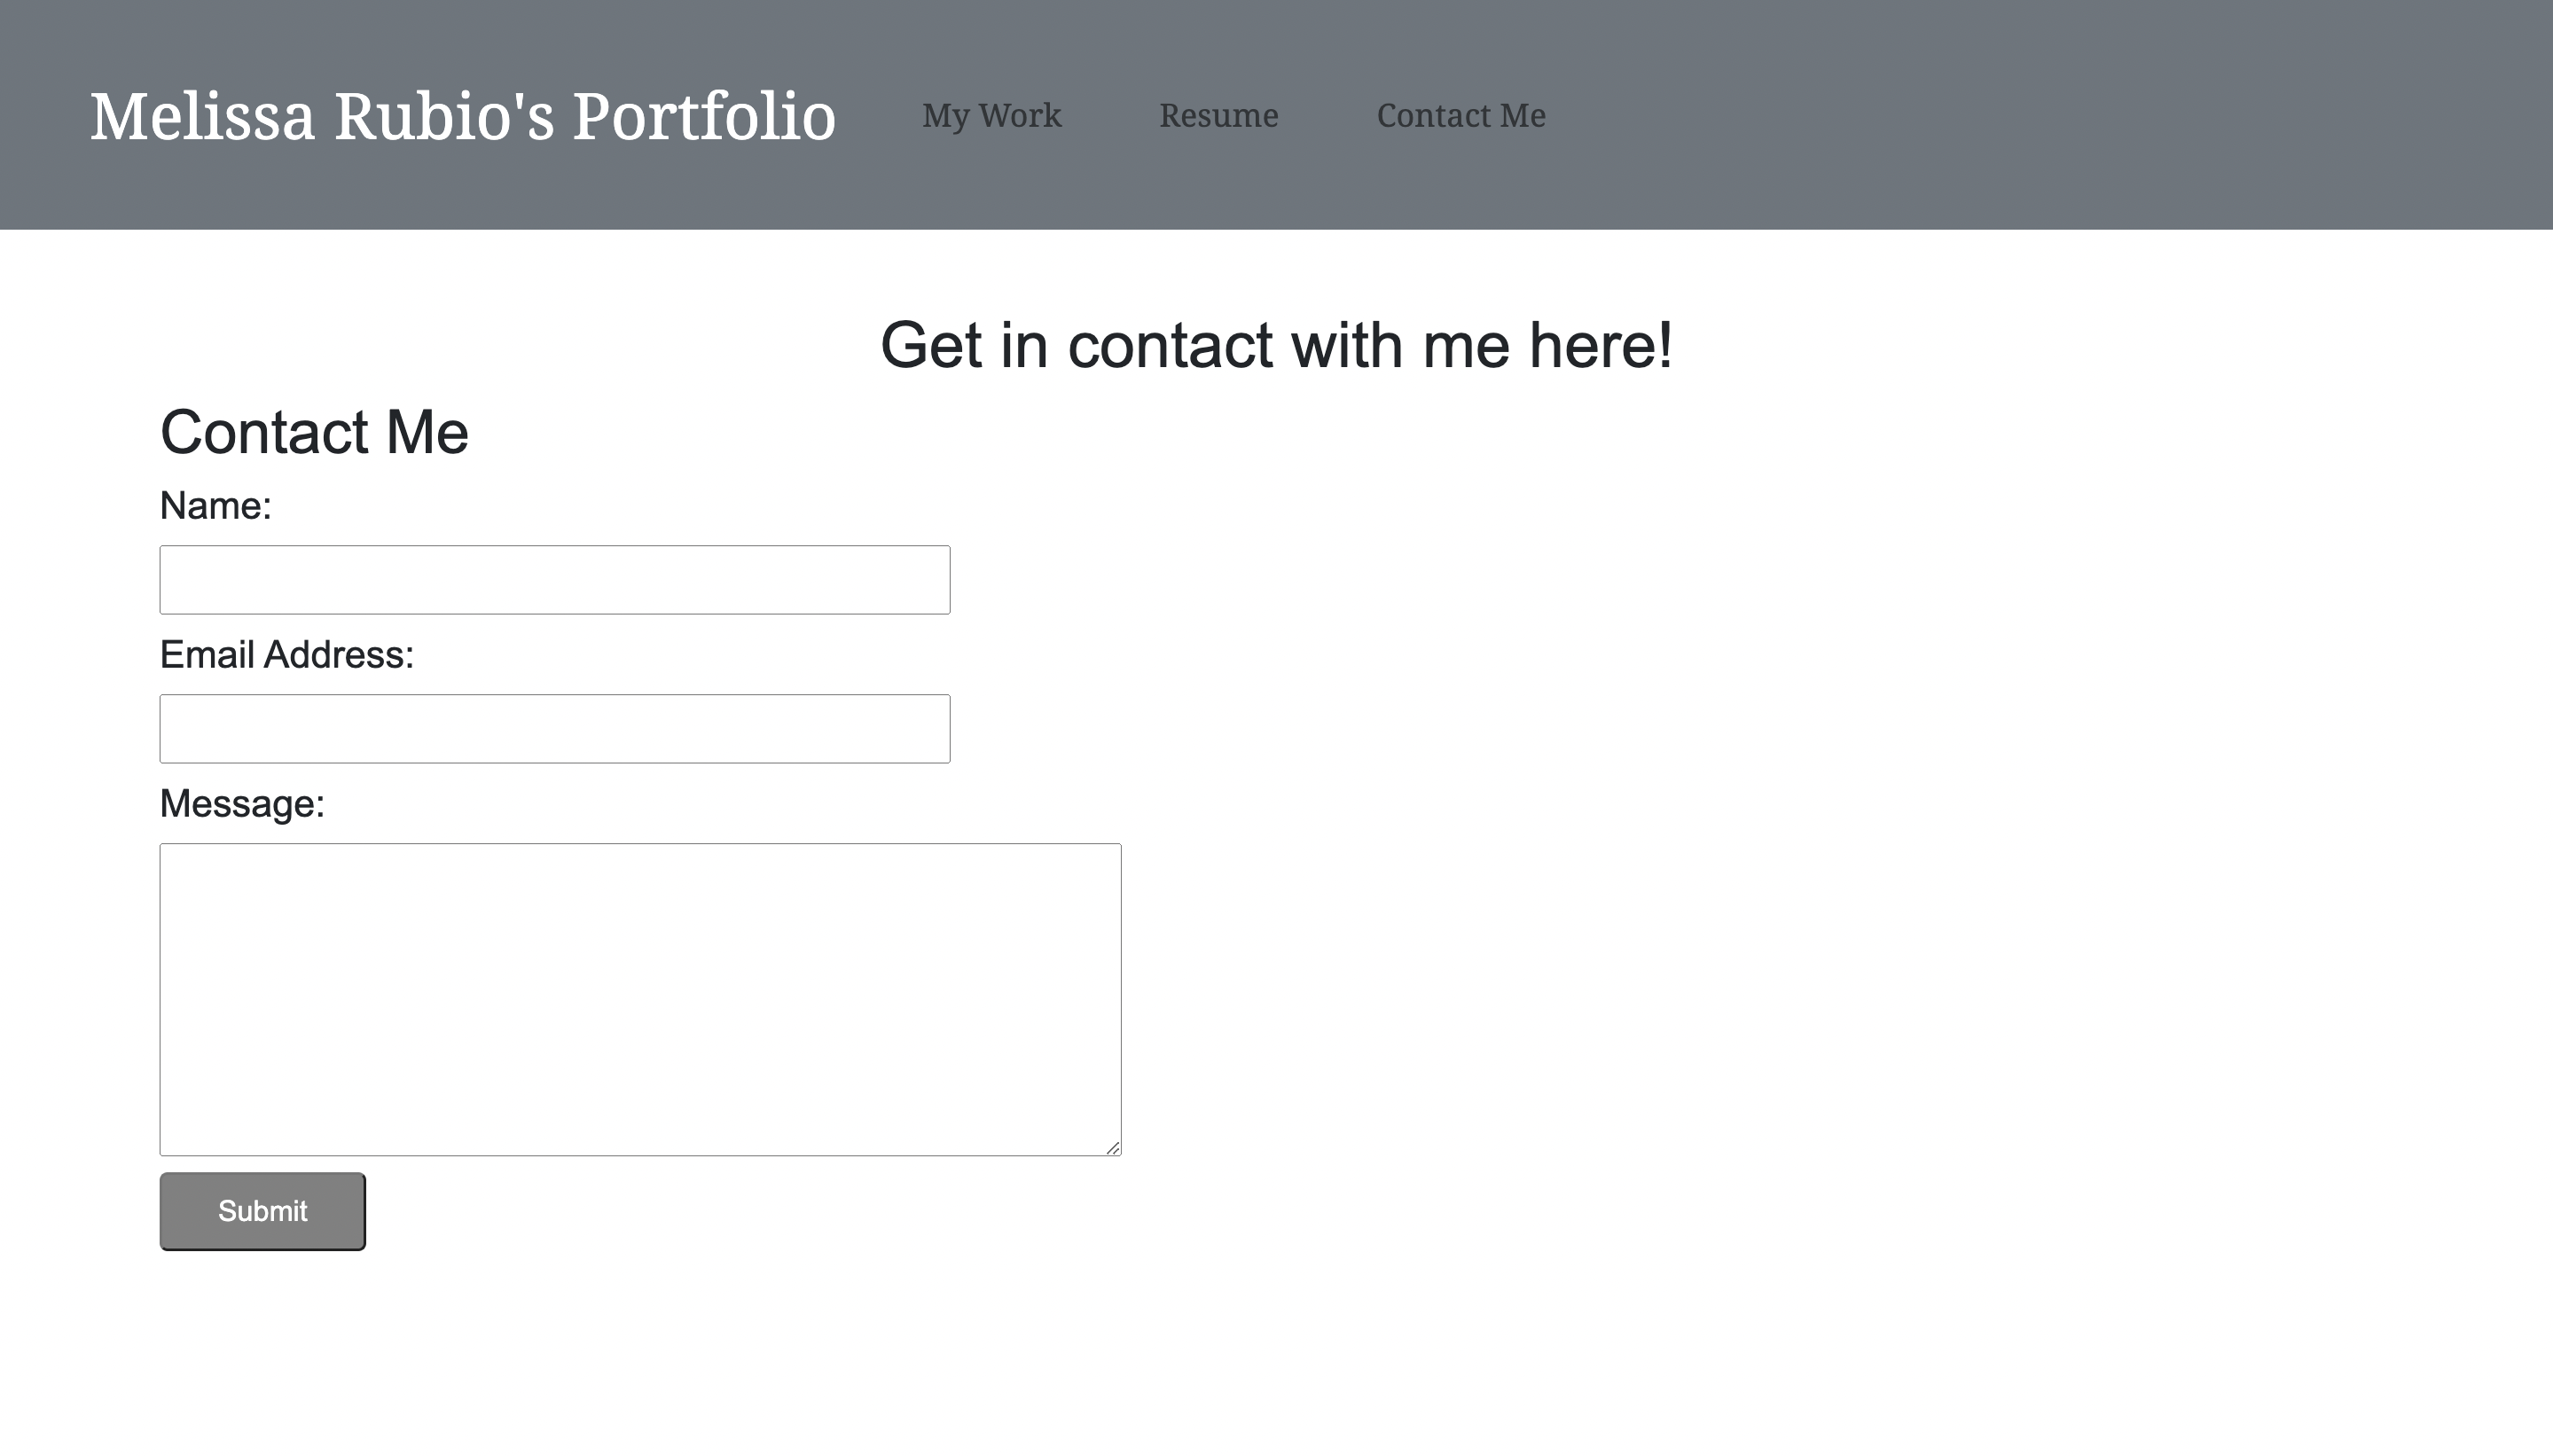 Melissa Rubio's Portfolio My Work Resume Contact Me
Get in contact with me here!
Contact Me
Name:
Email Address:
Message:
Submit